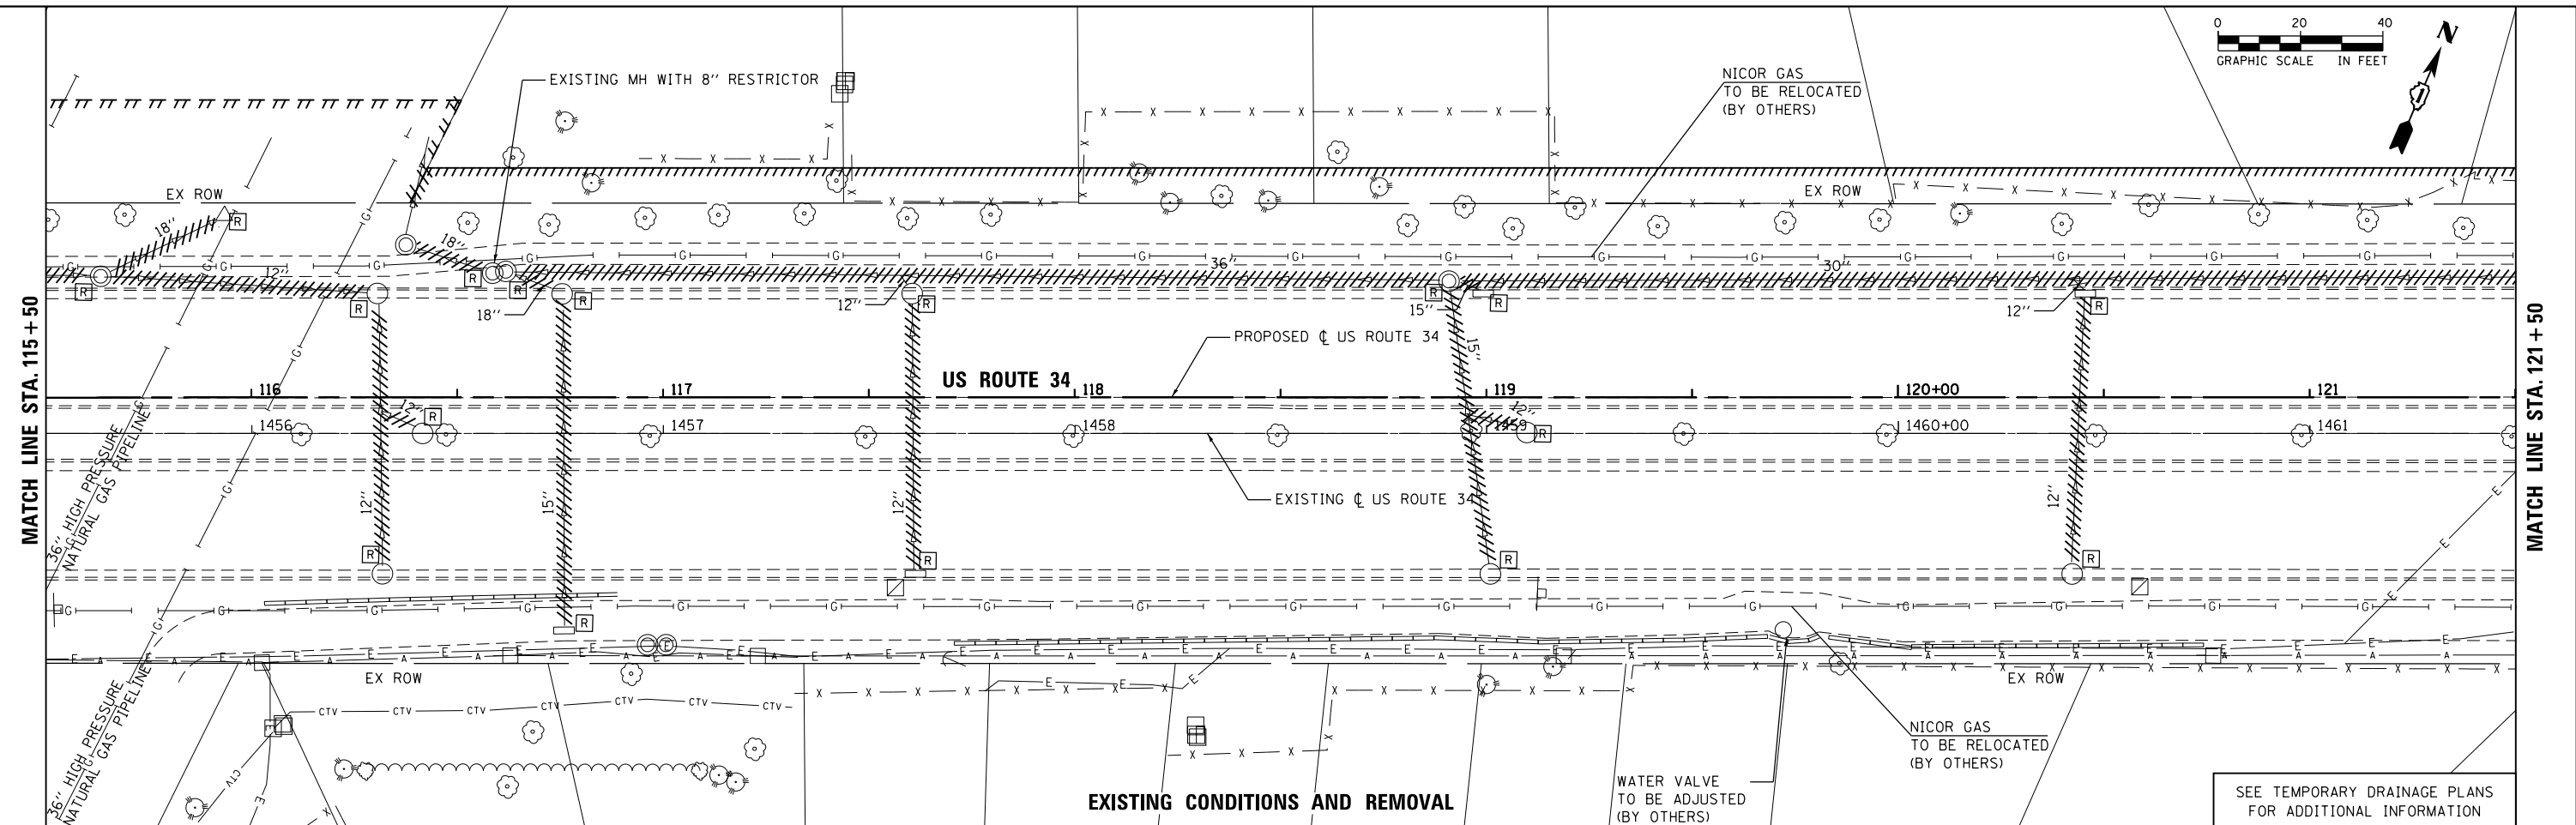 0 20 40
GRAPHIC SCALE IN FEET
N
EXISTING MH WITH 8" RESTRICTOR
NICOR GAS
TO BE RELOCATED
(BY OTHERS)
EX ROW
EX ROW
18"
R
18"
G G G G G G G G G G G G G G G G
12"
36"
30"
R
R
R
R
R
18"
12"
R
R
15"
R
12"
R
MATCH LINE STA. 115+50
MATCH LINE STA. 121+50
PROPOSED ℄ US ROUTE 34
15"
US ROUTE 34
116 117 118 119 120+00 121
12"
R
12"
R
1456 1457 1458 1459 1460+00 1461
EXISTING ℄ US ROUTE 34
12"
15"
12"
12"
36" HIGH PRESSURE
NATURAL GAS PIPELINE
R
R
R
R
R
G G G G G G G G G G G G G G G G
EX ROW
EX ROW
CTV CTV CTV CTV CTV CTV CTV
36" HIGH PRESSURE
NATURAL GAS PIPELINE
CTV
NICOR GAS
TO BE RELOCATED
(BY OTHERS)
WATER VALVE
TO BE ADJUSTED
(BY OTHERS)
EXISTING CONDITIONS AND REMOVAL
SEE TEMPORARY DRAINAGE PLANS
FOR ADDITIONAL INFORMATION